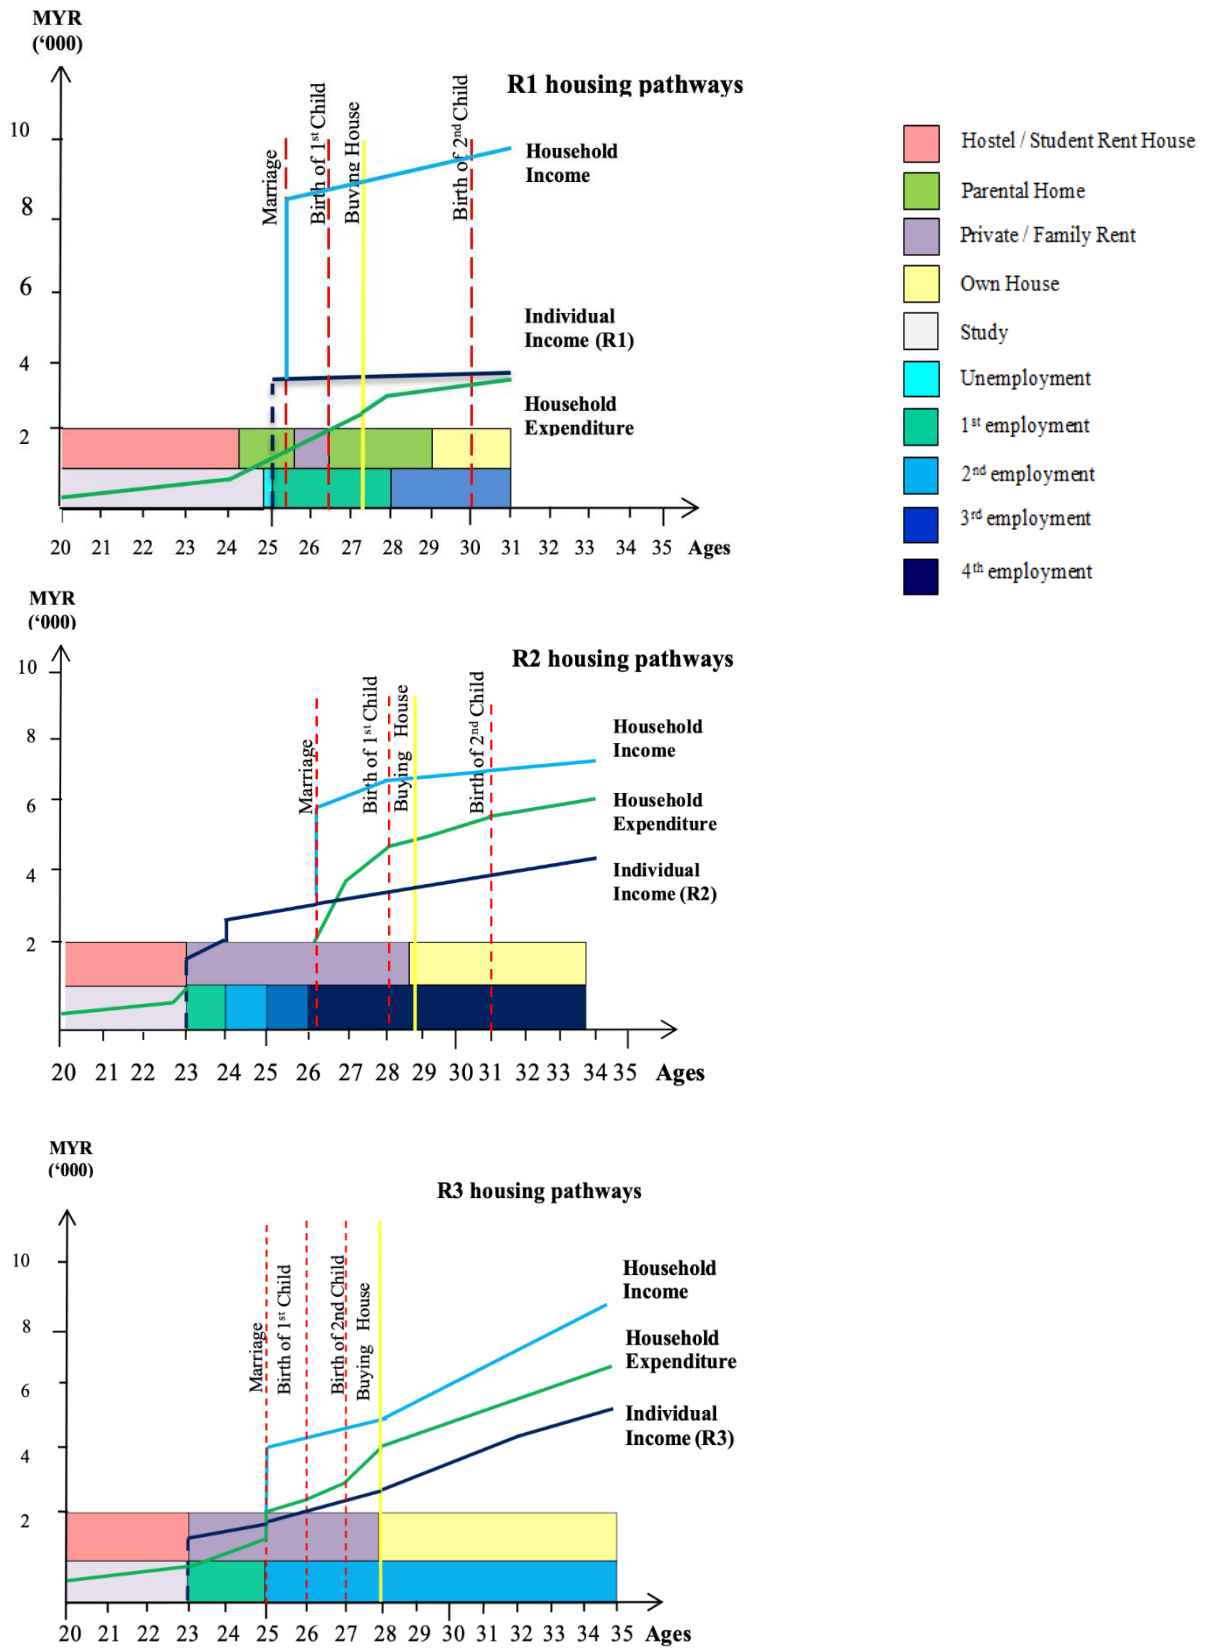 MYR
(‘000)
R1 housing pathways
10
8
6
4
2
Marriage
Birth of 1st Child
Buying House
Birth of 2nd Child
Household
Income
Individual
Income (R1)
Household
Expenditure
20 21 22 23 24 25 26 27 28 29 30 31 32 33 34 35 Ages
Hostel / Student Rent House
Parental Home
Private / Family Rent
Own House
Study
Unemployment
1st employment
2nd employment
3rd employment
4th employment
MYR
(‘000)
R2 housing pathways
10
8
6
4
2
Marriage
Birth of 1st Child
Buying House
Birth of 2nd Child
Household
Income
Household
Expenditure
Individual
Income (R2)
20 21 22 23 24 25 26 27 28 29 30 31 32 33 34 35 Ages
MYR
(‘000)
R3 housing pathways
10
8
6
4
2
Marriage
Birth of 1st Child
Birth of 2nd Child
Buying House
Household
Income
Household
Expenditure
Individual
Income (R3)
20 21 22 23 24 25 26 27 28 29 30 31 32 33 34 35 Ages